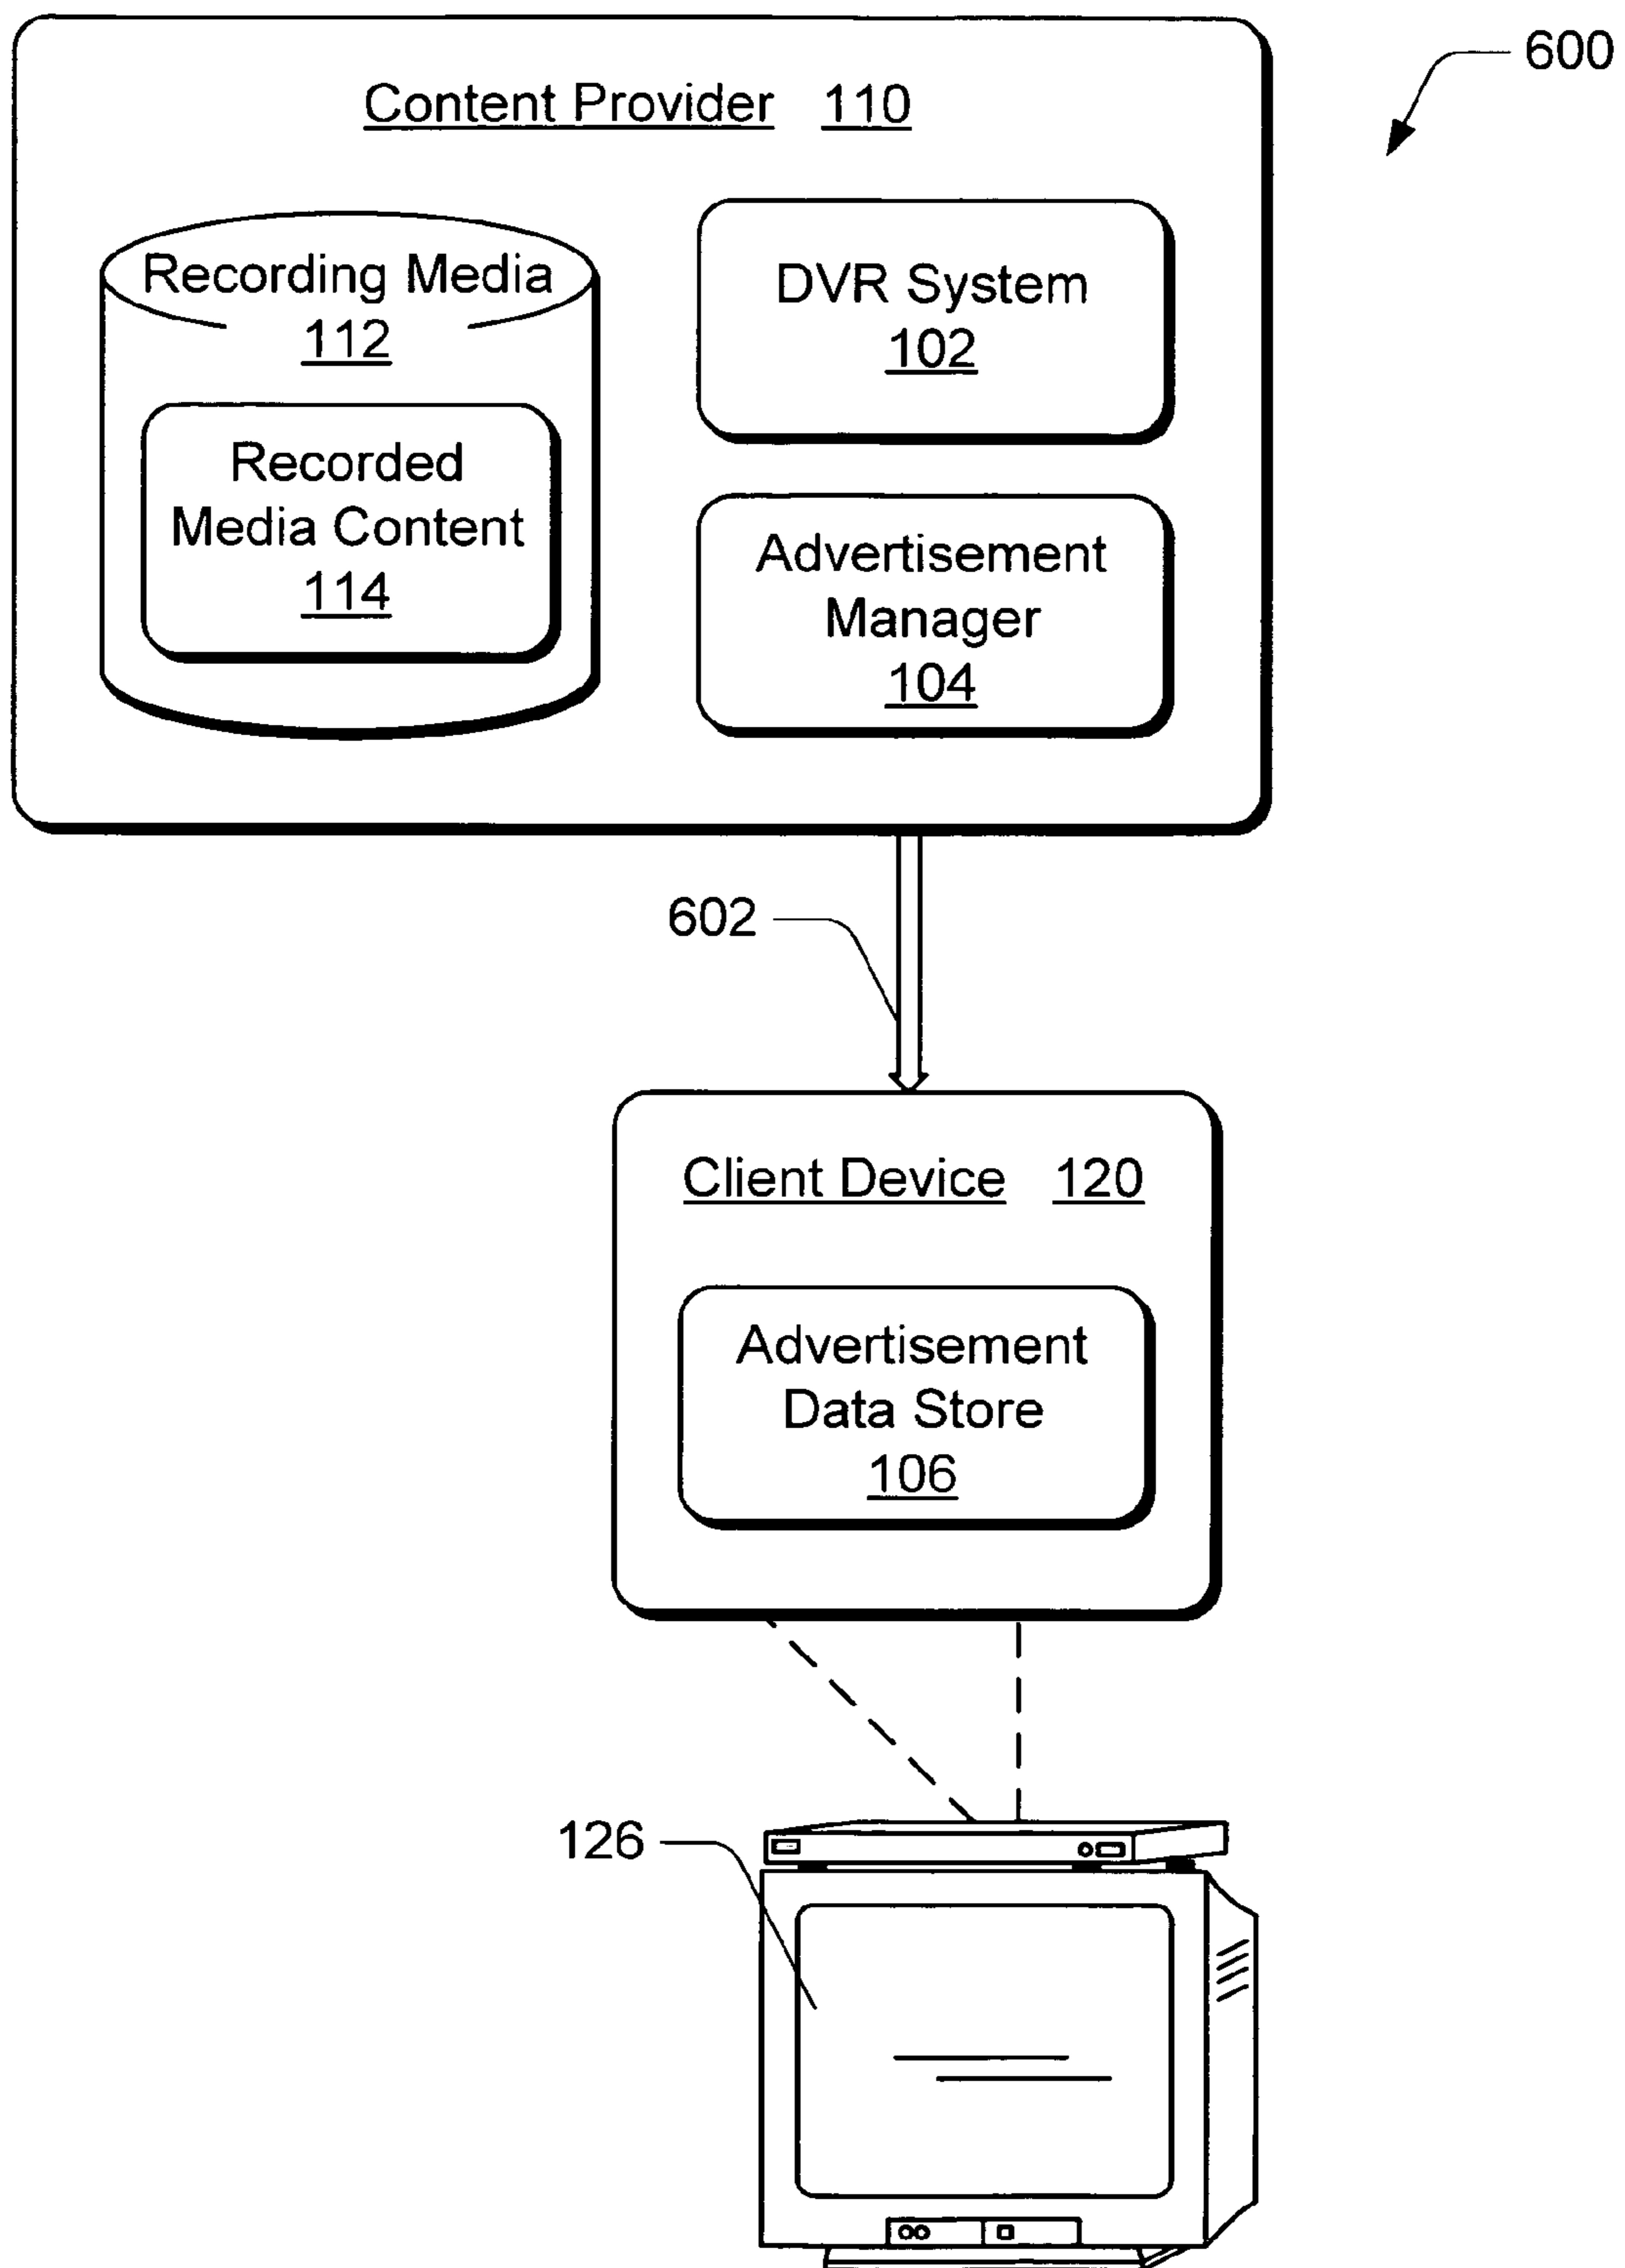 600
Content Provider 110
Recording Media
112
Recorded
Media Content
114
DVR System
102
Advertisement
Manager
104
602
Client Device 120
Advertisement
Data Store
106
126